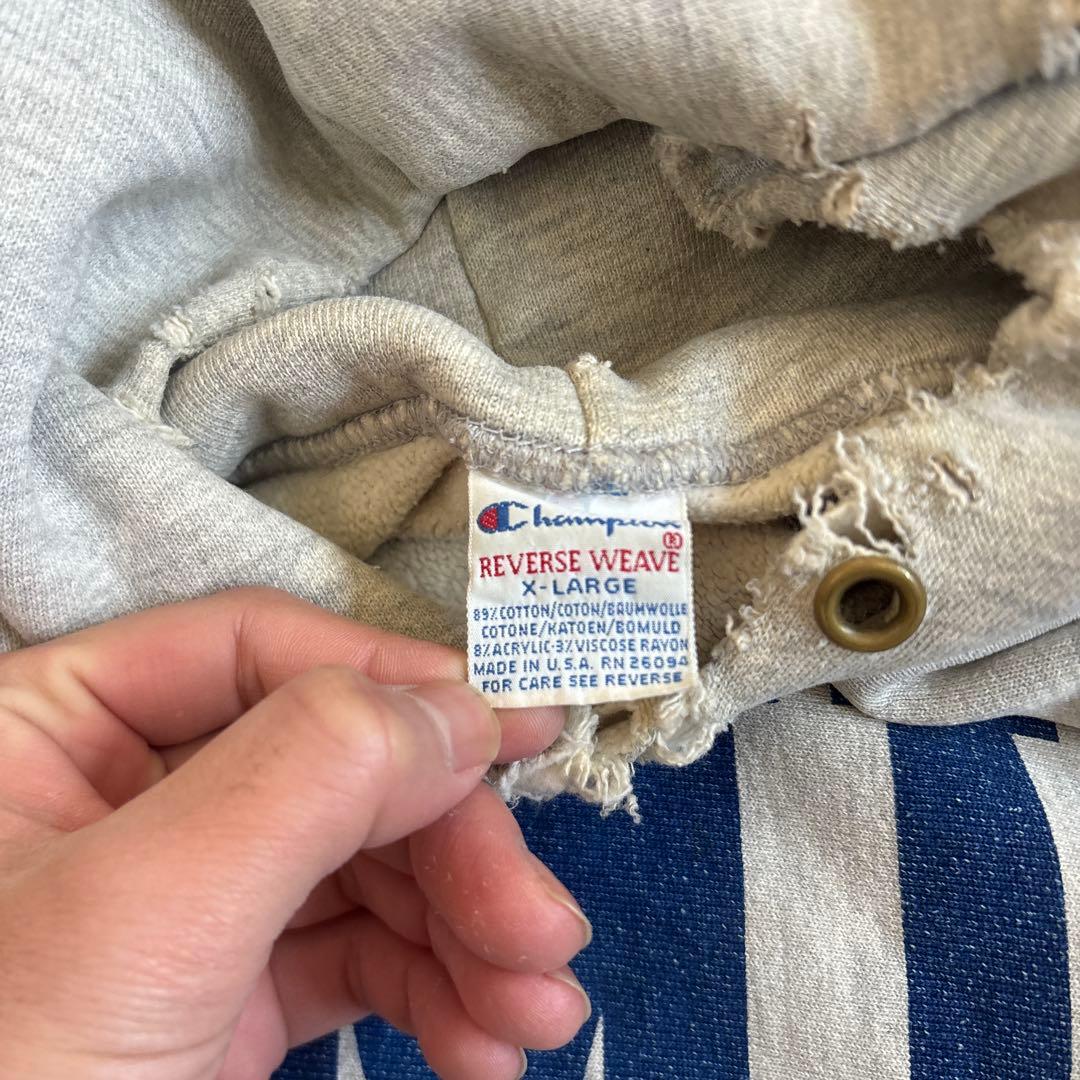 Champion
REVERSE WEAVE®
X-LARGE
89% COTTON/COTON/BAUMWOLLE
COTONE/KATOEN/BOMULD
8% ACRYLIC-3% VISCOSE RAYON
MADE IN U.S.A. RN 26094
FOR CARE SEE REVERSE